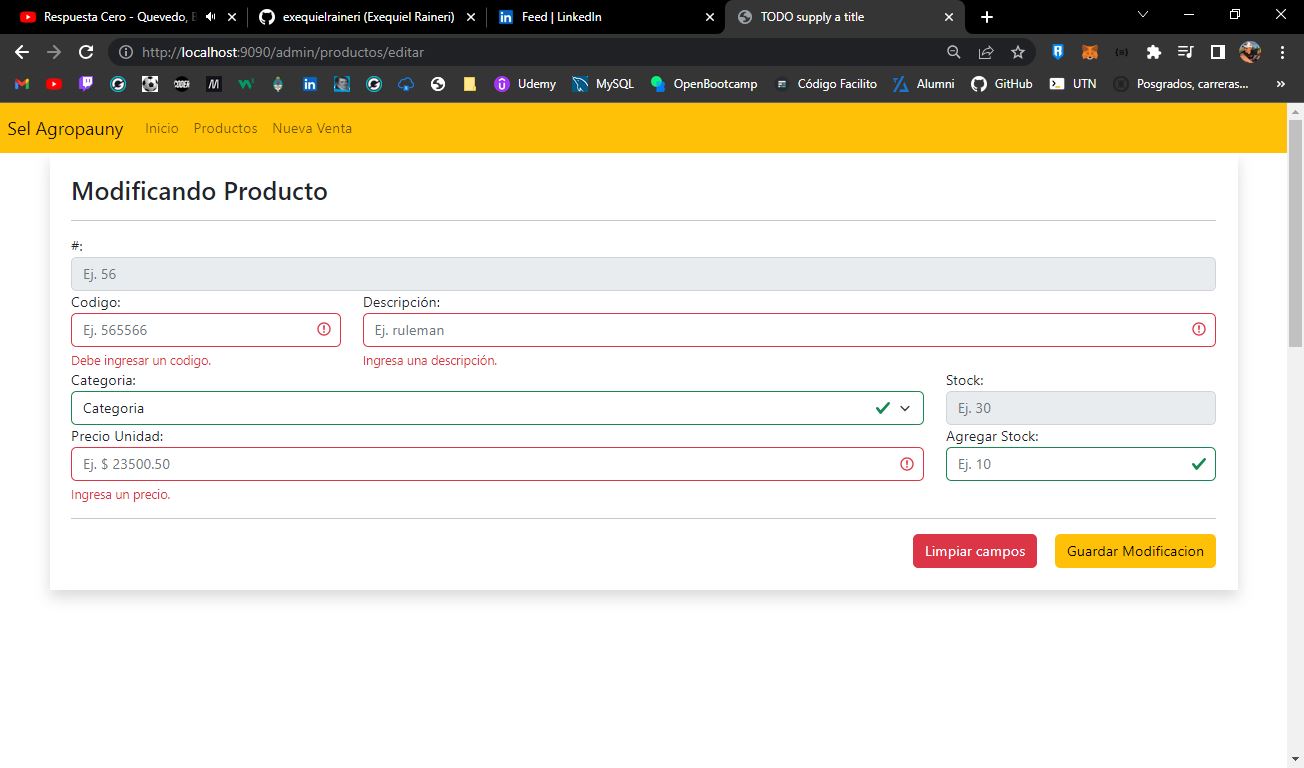 Respuesta Cero - Quevedo, exequielraineri (Exequiel Raineri) Feed | LinkedIn TODO supply a title
http://localhost:9090/admin/productos/editar
Udemy MySQL OpenBootcamp Código Facilito Alumni GitHub UTN Posgrados, carreras... »
Sel Agropauny Inicio Productos Nueva Venta
Modificando Producto
#:
Ej. 56
Codigo: Descripción:
Ej. 565566 Ej. ruleman
Debe ingresar un codigo. Ingresa una descripción.
Categoria: Stock:
Categoria Ej. 30
Precio Unidad: Agregar Stock:
Ej. $ 23500.50 Ej. 10
Ingresa un precio.
Limpiar campos Guardar Modificacion